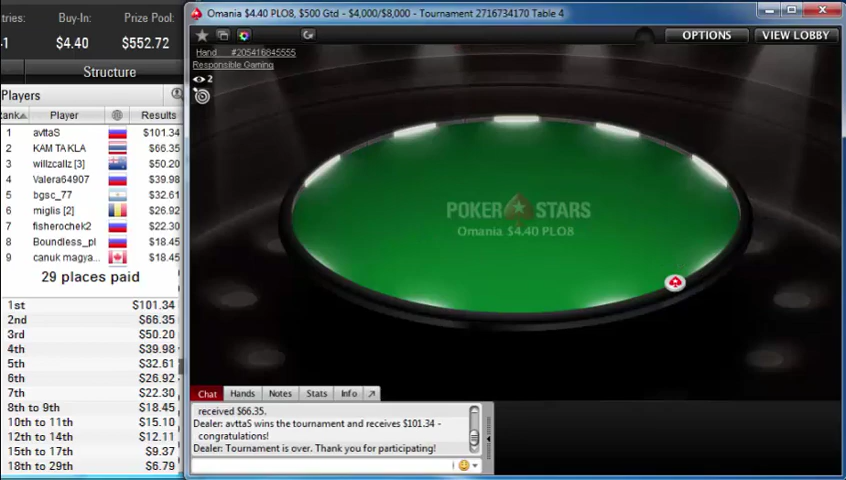 tries:
Buy-In:
Prize Pool:
$4.40
$552.72
Structure
Players
Player
Results
1 avttaS $101.34
2 KAM TAKLA $66.35
3 willzcallz [3] $50.20
4 Valera64907 $39.98
5 bgsc_77 $32.61
6 miglis [2] $26.92
7 fisherochek2 $22.30
8 Boundless_pl $18.45
9 canuk magya... $18.45
29 places paid
1st $101.34
2nd $66.35
3rd $50.20
4th $39.98
5th $32.61
6th $26.92
7th $22.30
8th to 9th $18.45
10th to 11th $15.10
12th to 14th $12.11
15th to 17th $9.37
18th to 29th $6.79
Omania $4.40 PLO8, $500 Gtd - $4,000/$8,000 - Tournament 2716734170 Table 4
OPTIONS
VIEW LOBBY
Hand #205416845555
Responsible Gaming
2
POKER STARS
Omania $4.40 PLO8
Chat Hands Notes Stats Info
received $66.35.
Dealer: avttaS wins the tournament and receives $101.34 -
congratulations!
Dealer: Tournament is over. Thank you for participating!